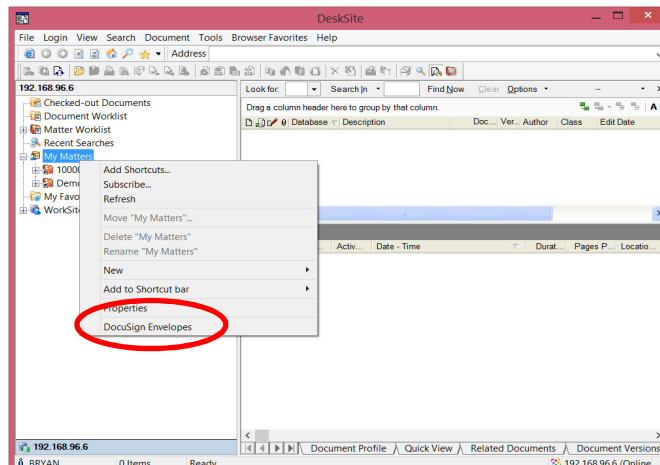 DeskSite
File Login View Search Document Tools Browser Favorites Help
Address
192.168.96.6
Look for: Search In Find Now Clear Options
Checked-out Documents
Document Worklist
Matter Worklist
Recent Searches
My Matters
10000
Demo
My Favo
WorkSit
Drag a column header here to group by that column.
Database Description Doc... Ver... Author Class Edit Date
Add Shortcuts...
Subscribe...
Refresh
Move "My Matters"...
Delete "My Matters"
Rename "My Matters"
New
Add to Shortcut bar
Properties
DocuSign Envelopes
Activ... Date - Time Durat... Pages P... Locatio...
192.168.96.6
Document Profile Quick View Related Documents Document Versions
BRYAN 0 Items Ready 192.168.96.6 (Online